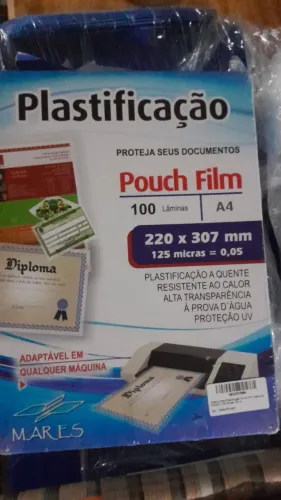 Plastificação
PROTEJA SEUS DOCUMENTOS
Pouch Film
100 Lâminas A4
220 x 307 mm
125 micras = 0,05
PLASTIFICAÇÃO A QUENTE
RESISTENTE AO CALOR
ALTA TRANSPARÊNCIA
À PROVA D´ÁGUA
PROTEÇÃO UV
Diploma
ADAPTÁVEL EM
QUALQUER MÁQUINA
Diploma
MARES